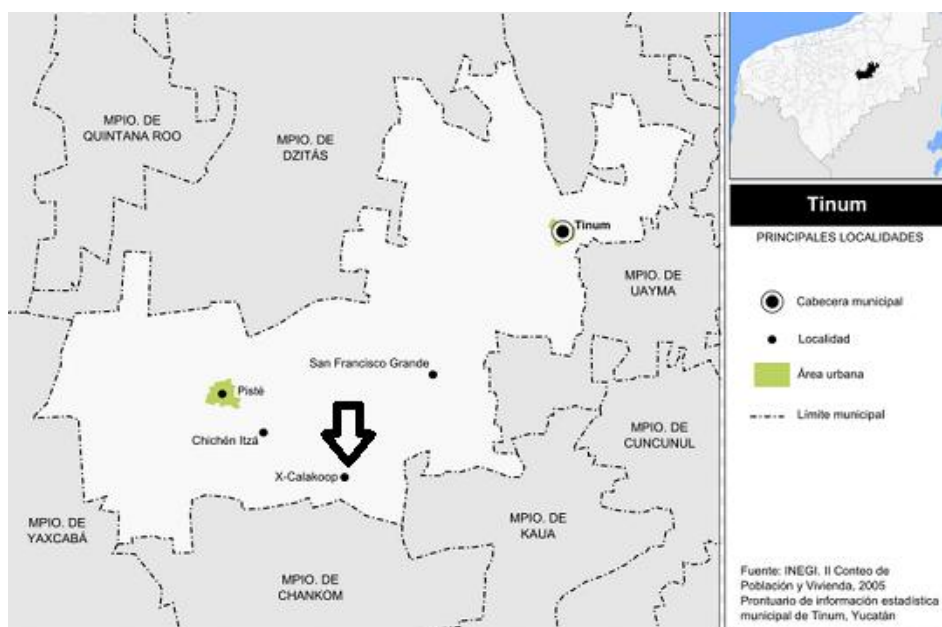 MPIO. DE
QUINTANA ROO
MPIO. DE
DZITÁS
Tinum
MPIO. DE
UAYMA
San Francisco Grande
Pisté
Chichén Itzá
X-Calakoop
MPIO. DE
CUNCUNUL
MPIO. DE
YAXCABÁ
MPIO. DE
KAUA
MPIO. DE
CHANKOM
Tinum
PRINCIPALES LOCALIDADES
Cabecera municipal
Localidad
Área urbana
Límite municipal
Fuente: INEGI. II Conteo de
Población y Vivienda, 2005
Prontuario de información estadística
municipal de Tinum, Yucatán